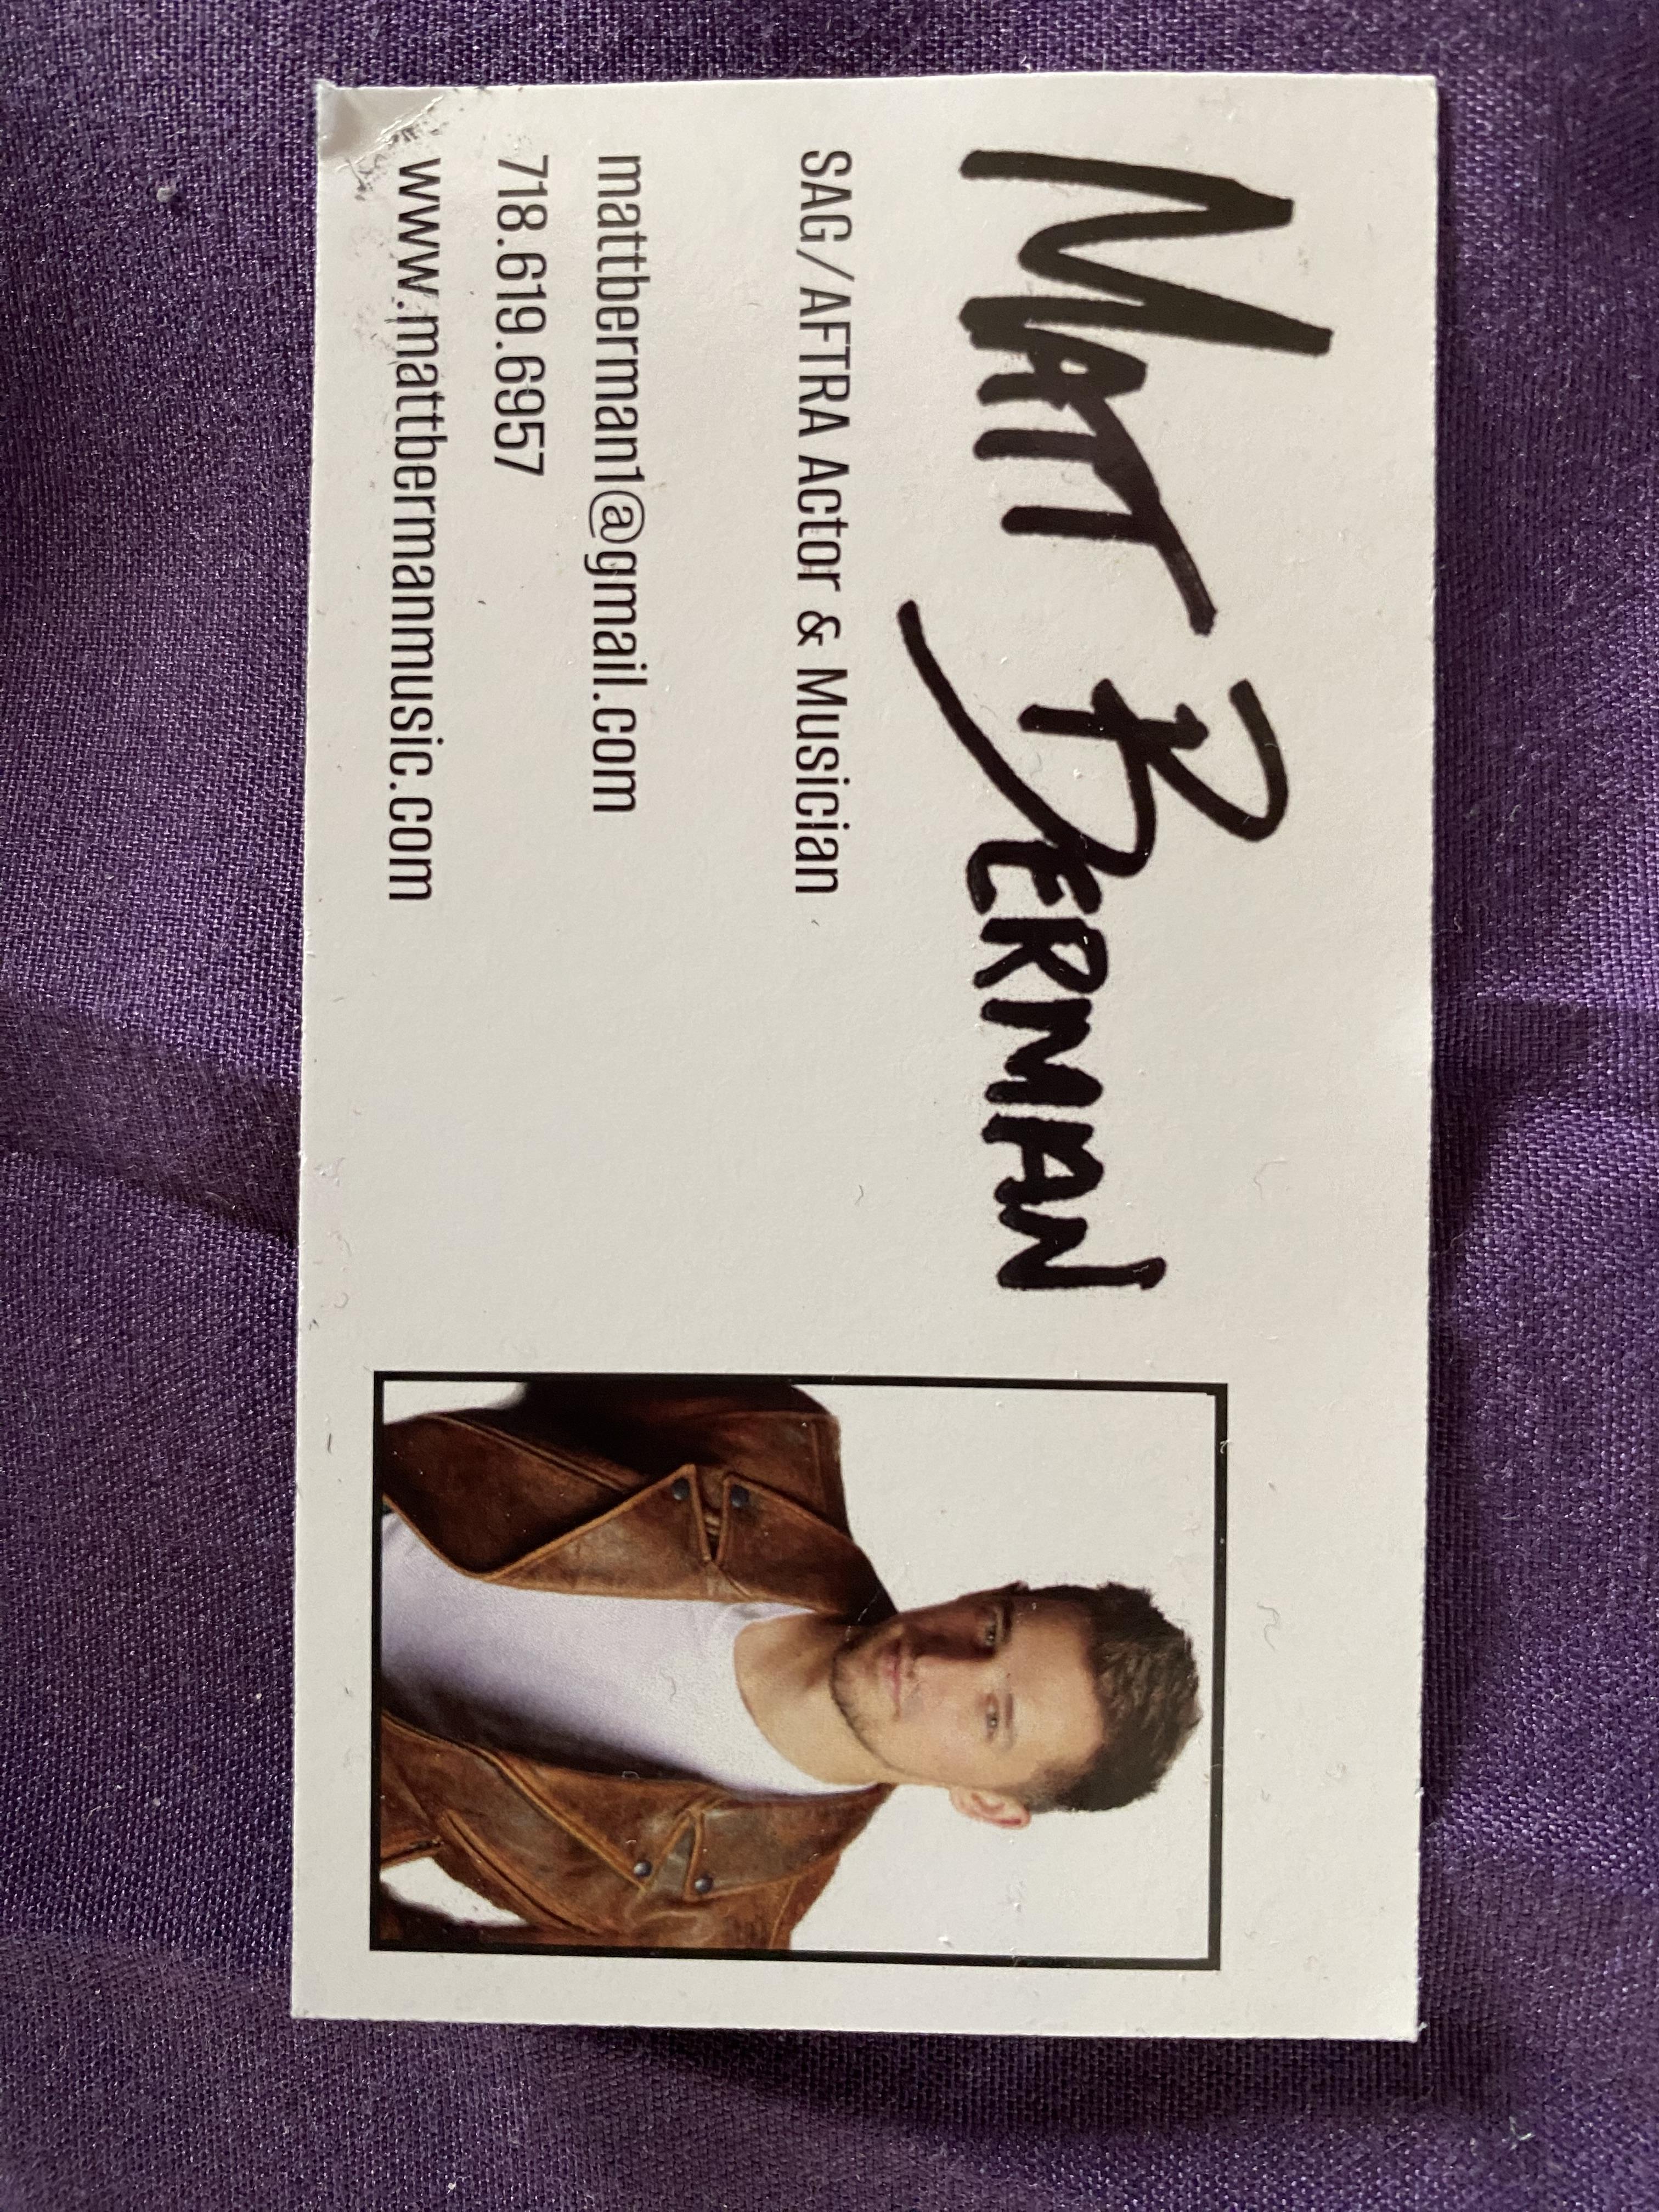 MATT BERMAN
SAG/AFTRA Actor & Musician
mattberman1@gmail.com
718.619.6957
www.mattbermanmusic.com